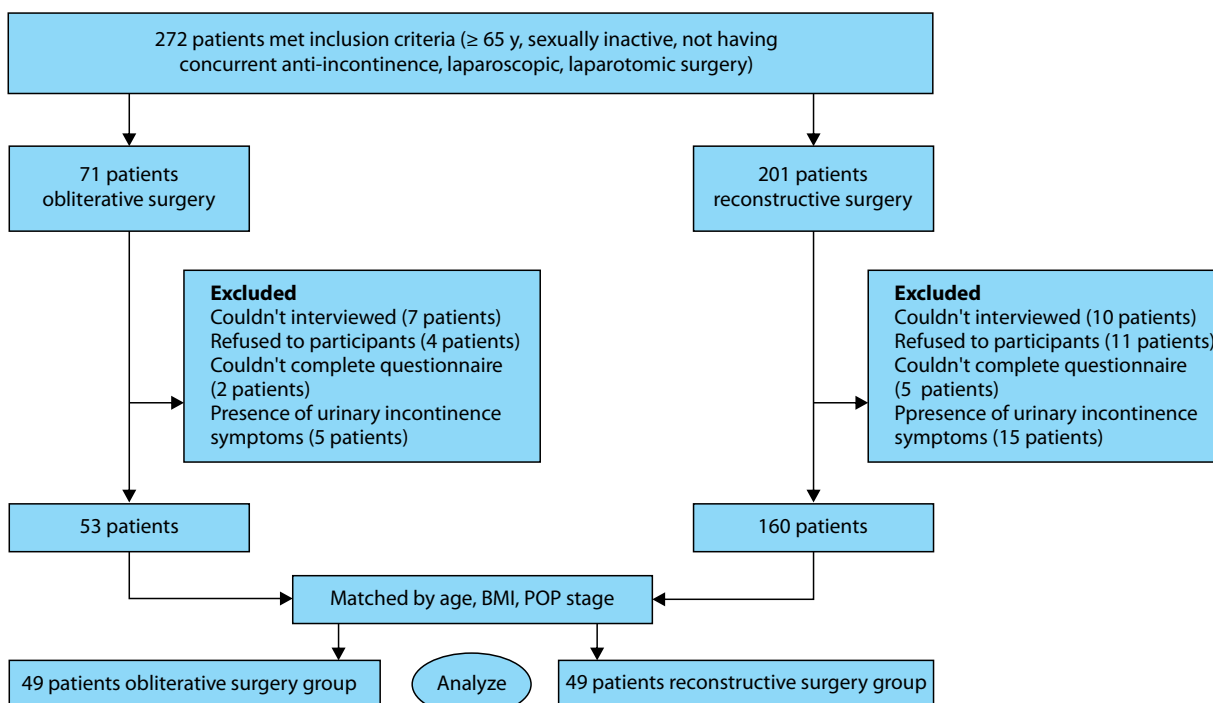 272 patients met inclusion criteria (≥ 65 y, sexually inactive, not having
concurrent anti-incontinence, laparoscopic, laparotomic surgery)
71 patients
obliterative surgery
201 patients
reconstructive surgery
Excluded
Couldn't interviewed (7 patients)
Refused to participants (4 patients)
Couldn't complete questionnaire
(2 patients)
Presence of urinary incontinence
symptoms (5 patients)
Excluded
Couldn't interviewed (10 patients)
Refused to participants (11 patients)
Couldn't complete questionnaire
(5 patients)
Ppresence of urinary incontinence
symptoms (15 patients)
53 patients
160 patients
Matched by age, BMI, POP stage
49 patients obliterative surgery group
Analyze
49 patients reconstructive surgery group